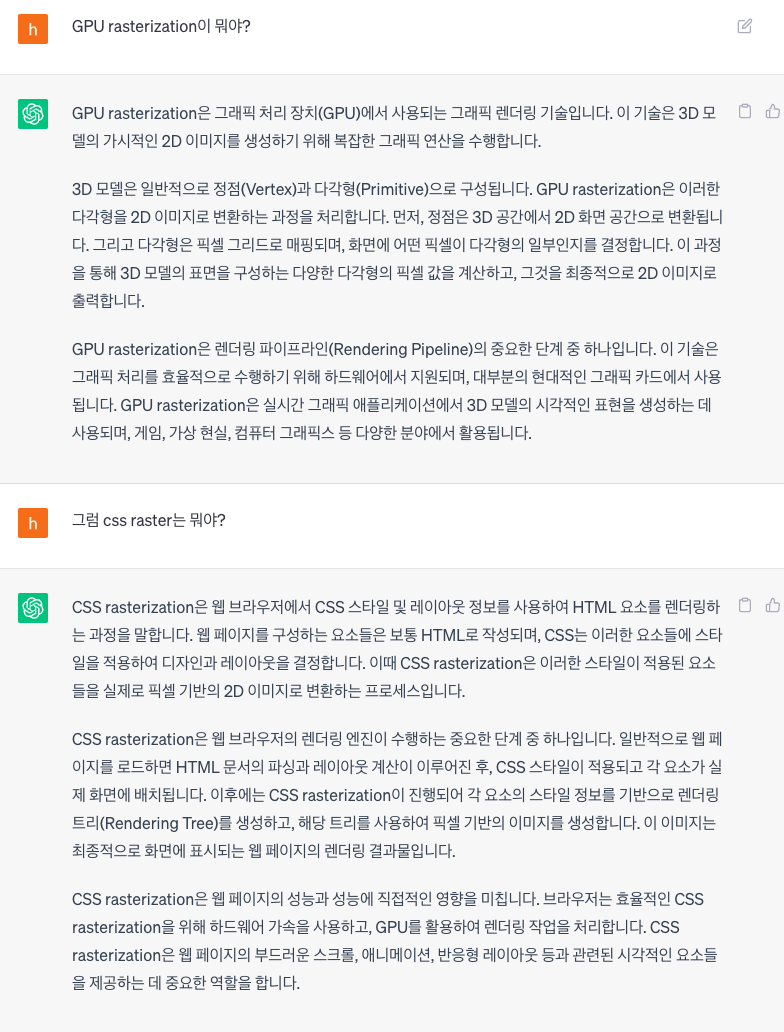 h
GPU rasterization이 뭐야?
GPU rasterization은 그래픽 처리 장치(GPU)에서 사용되는 그래픽 렌더링 기술입니다. 이 기술은 3D 모
델의 가시적인 2D 이미지를 생성하기 위해 복잡한 그래픽 연산을 수행합니다.
3D 모델은 일반적으로 정점(Vertex)과 다각형(Primitive)으로 구성됩니다. GPU rasterization은 이러한
다각형을 2D 이미지로 변환하는 과정을 처리합니다. 먼저, 정점은 3D 공간에서 2D 화면 공간으로 변환됩니
다. 그리고 다각형은 픽셀 그리드로 매핑되며, 화면에 어떤 픽셀이 다각형의 일부인지를 결정합니다. 이 과정
을 통해 3D 모델의 표면을 구성하는 다양한 다각형의 픽셀 값을 계산하고, 그것을 최종적으로 2D 이미지로
출력합니다.
GPU rasterization은 렌더링 파이프라인(Rendering Pipeline)의 중요한 단계 중 하나입니다. 이 기술은
그래픽 처리를 효율적으로 수행하기 위해 하드웨어에서 지원되며, 대부분의 현대적인 그래픽 카드에서 사용
됩니다. GPU rasterization은 실시간 그래픽 애플리케이션에서 3D 모델의 시각적인 표현을 생성하는 데
사용되며, 게임, 가상 현실, 컴퓨터 그래픽스 등 다양한 분야에서 활용됩니다.
h
그럼 css raster는 뭐야?
CSS rasterization은 웹 브라우저에서 CSS 스타일 및 레이아웃 정보를 사용하여 HTML 요소를 렌더링하
는 과정을 말합니다. 웹 페이지를 구성하는 요소들은 보통 HTML로 작성되며, CSS는 이러한 요소들에 스타
일을 적용하여 디자인과 레이아웃을 결정합니다. 이때 CSS rasterization은 이러한 스타일이 적용된 요소
들을 실제로 픽셀 기반의 2D 이미지로 변환하는 프로세스입니다.
CSS rasterization은 웹 브라우저의 렌더링 엔진이 수행하는 중요한 단계 중 하나입니다. 일반적으로 웹 페
이지를 로드하면 HTML 문서의 파싱과 레이아웃 계산이 이루어진 후, CSS 스타일이 적용되고 각 요소가 실
제 화면에 배치됩니다. 이후에는 CSS rasterization이 진행되어 각 요소의 스타일 정보를 기반으로 렌더링
트리(Rendering Tree)를 생성하고, 해당 트리를 사용하여 픽셀 기반의 이미지를 생성합니다. 이 이미지는
최종적으로 화면에 표시되는 웹 페이지의 렌더링 결과물입니다.
CSS rasterization은 웹 페이지의 성능과 성능에 직접적인 영향을 미칩니다. 브라우저는 효율적인 CSS
rasterization을 위해 하드웨어 가속을 사용하고, GPU를 활용하여 렌더링 작업을 처리합니다. CSS
rasterization은 웹 페이지의 부드러운 스크롤, 애니메이션, 반응형 레이아웃 등과 관련된 시각적인 요소들
을 제공하는 데 중요한 역할을 합니다.